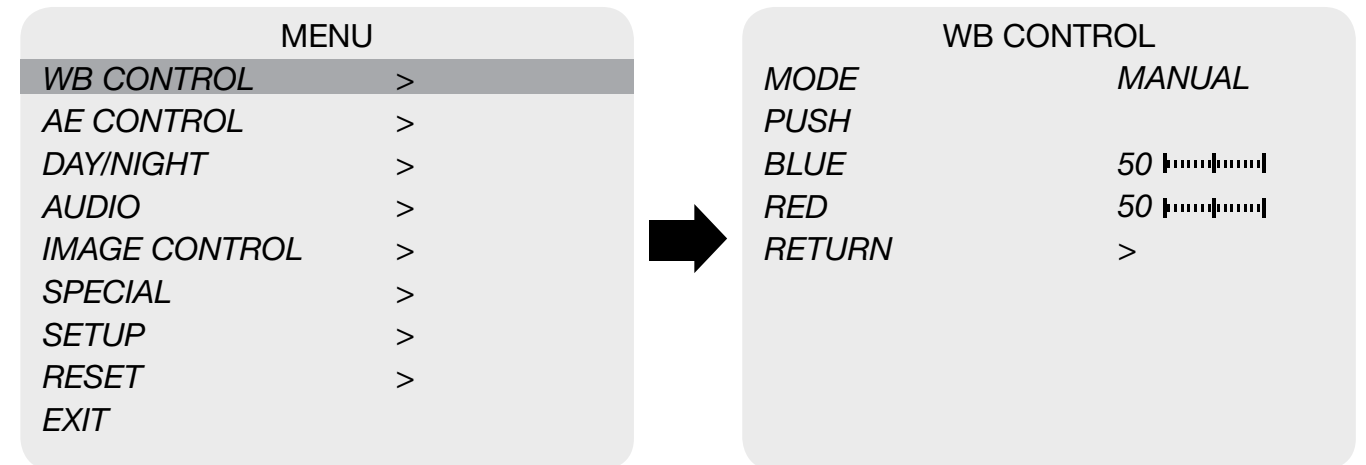 MENU
WB CONTROL >
AE CONTROL >
DAY/NIGHT >
AUDIO >
IMAGE CONTROL >
SPECIAL >
SETUP >
RESET >
EXIT
WB CONTROL
MODE MANUAL
PUSH
BLUE 50
RED 50
RETURN >